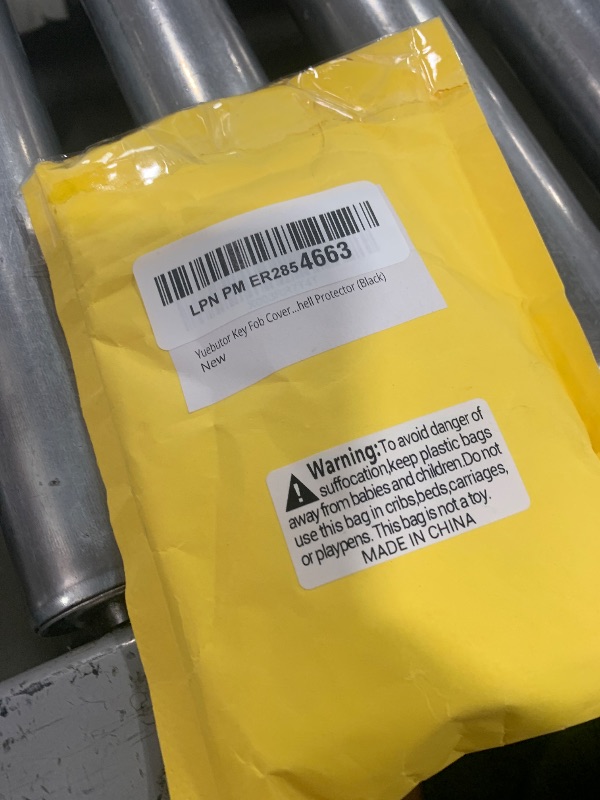 LPN PM ER2854663
Yuebutor Key Fob Cover...hell Protector (Black)
New
Warning:To avoid danger of
suffocation,keep plastic bags
away from babies and children.Do not
use this bag in cribs,beds,carriages,
or playpens. This bag is not a toy.
MADE IN CHINA